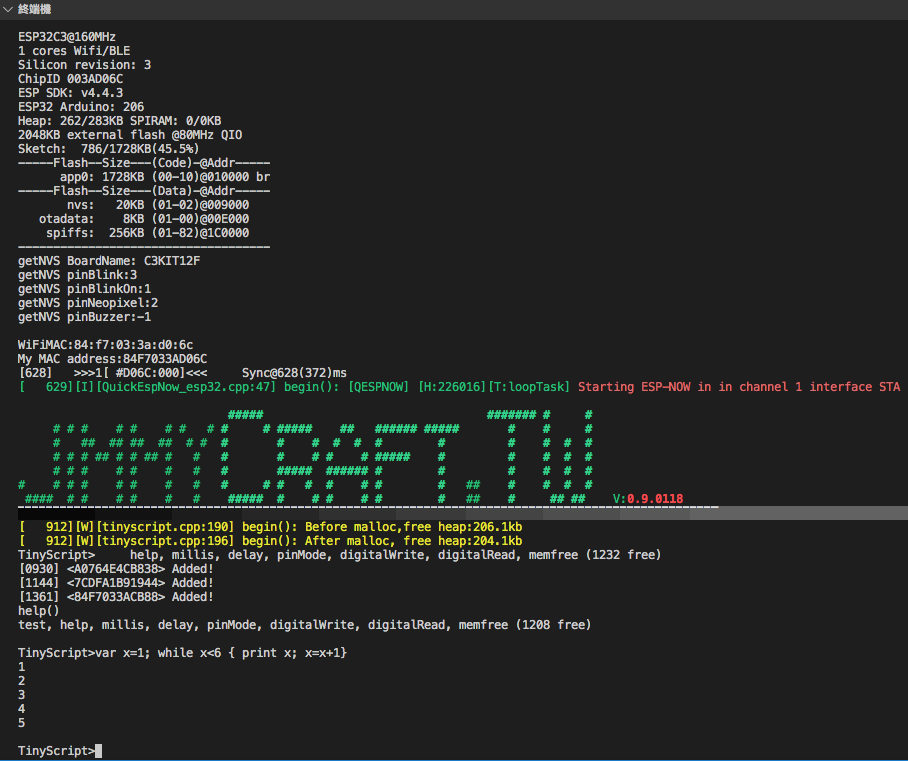 終端機
ESP32C3@160MHz
1 cores Wifi/BLE
Silicon revision: 3
ChipID 003AD06C
ESP SDK: v4.4.3
ESP32 Arduino: 206
Heap: 262/283KB SPIRAM: 0/0KB
2048KB external flash @80MHz QIO
Sketch:  786/1728KB(45.5%)
-----Flash--Size---(Code)-@Addr-----
      app0: 1728KB (00-10)@010000 br
-----Flash--Size---(Data)-@Addr-----
       nvs:   20KB (01-02)@009000
   otadata:    8KB (01-00)@00E000
    spiffs:  256KB (01-82)@1C0000
------------------------------------
getNVS BoardName: C3KIT12F
getNVS pinBlink:3
getNVS pinBlinkOn:1
getNVS pinNeopixel:2
getNVS pinBuzzer:-1
WiFiMAC:84:f7:03:3a:d0:6c
My MAC address:84F7033AD06C
[628]   >>>1[ #D06C:000]<<<     Sync@628(372)ms
[   629][I][QuickEspNow_esp32.cpp:47] begin(): [QESPNOW] [H:226016][T:loopTask] Starting ESP-NOW in in channel 1 interface STA
V:0.9.0118
[   912][W][tinyscript.cpp:190] begin(): Before malloc,free heap:206.1kb
[   912][W][tinyscript.cpp:196] begin(): After malloc, free heap:204.1kb
TinyScript>     help, millis, delay, pinMode, digitalWrite, digitalRead, memfree (1232 free)
[0930] <A0764E4CB838> Added!
[1144] <7CDFA1B91944> Added!
[1361] <84F7033ACB88> Added!
help()
test, help, millis, delay, pinMode, digitalWrite, digitalRead, memfree (1208 free)
TinyScript>var x=1; while x<6 { print x; x=x+1}
1
2
3
4
5
TinyScript>